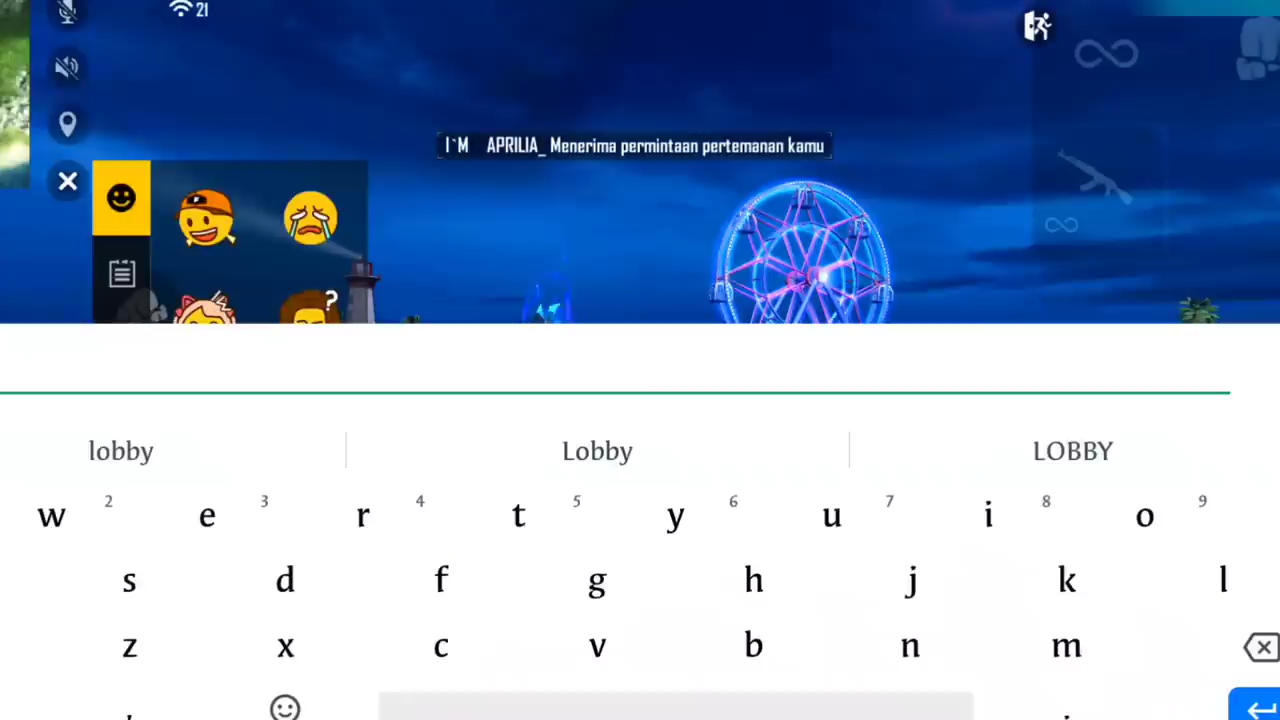 21
I`M APRILIA_ Menerima permintaan pertemanan kamu
?
lobby Lobby LOBBY
w 2 e 3 r 4 t 5 y 6 u 7 i 8 o 9
s d f g h j k l
z x c v b n m